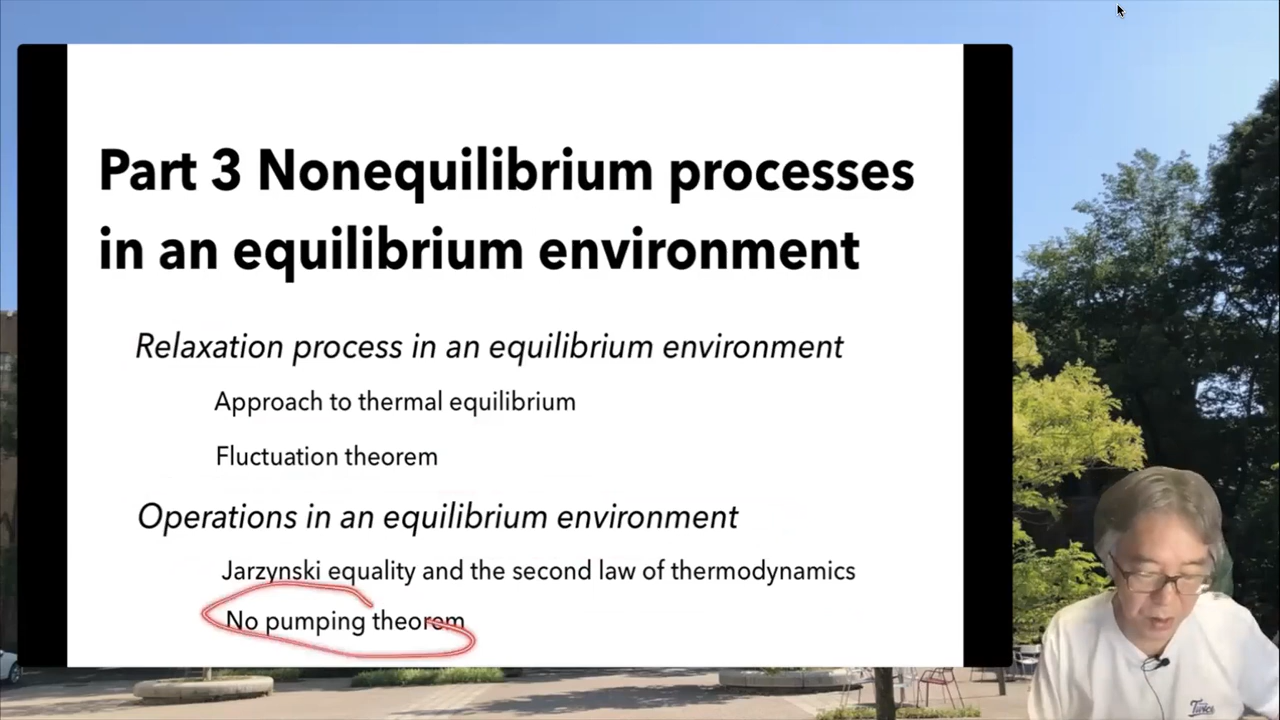 Part 3 Nonequilibrium processes
in an equilibrium environment
Relaxation process in an equilibrium environment
Approach to thermal equilibrium
Fluctuation theorem
Operations in an equilibrium environment
Jarzynski equality and the second law of thermodynamics
No pumping theorem
Twice